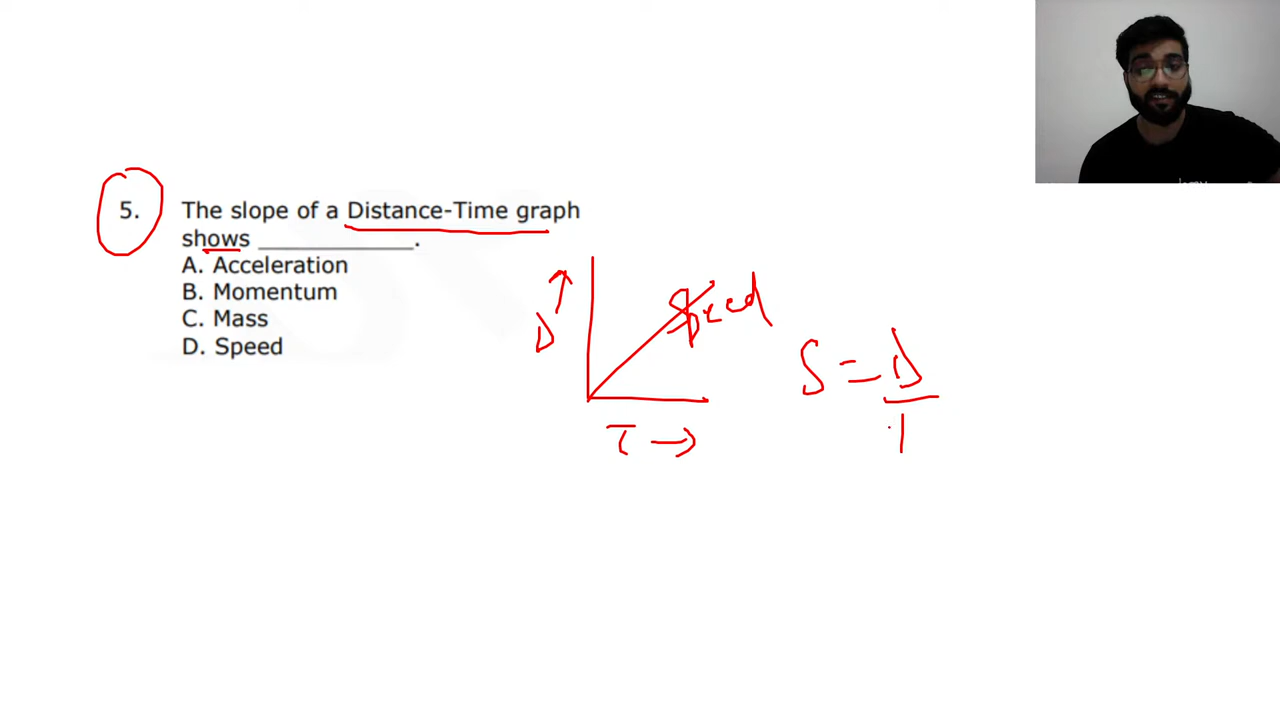 5. The slope of a Distance-Time graph
shows ______________.
A. Acceleration
B. Momentum
C. Mass
D. Speed
Speed
D
T
S = D